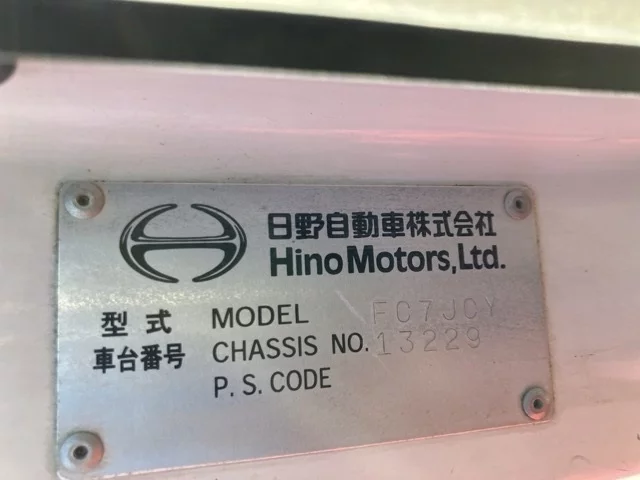 日野自動車株式会社
Hino Motors, Ltd.
型式 MODEL FC7JCY
車台番号 CHASSIS NO. 13229
P. S. CODE